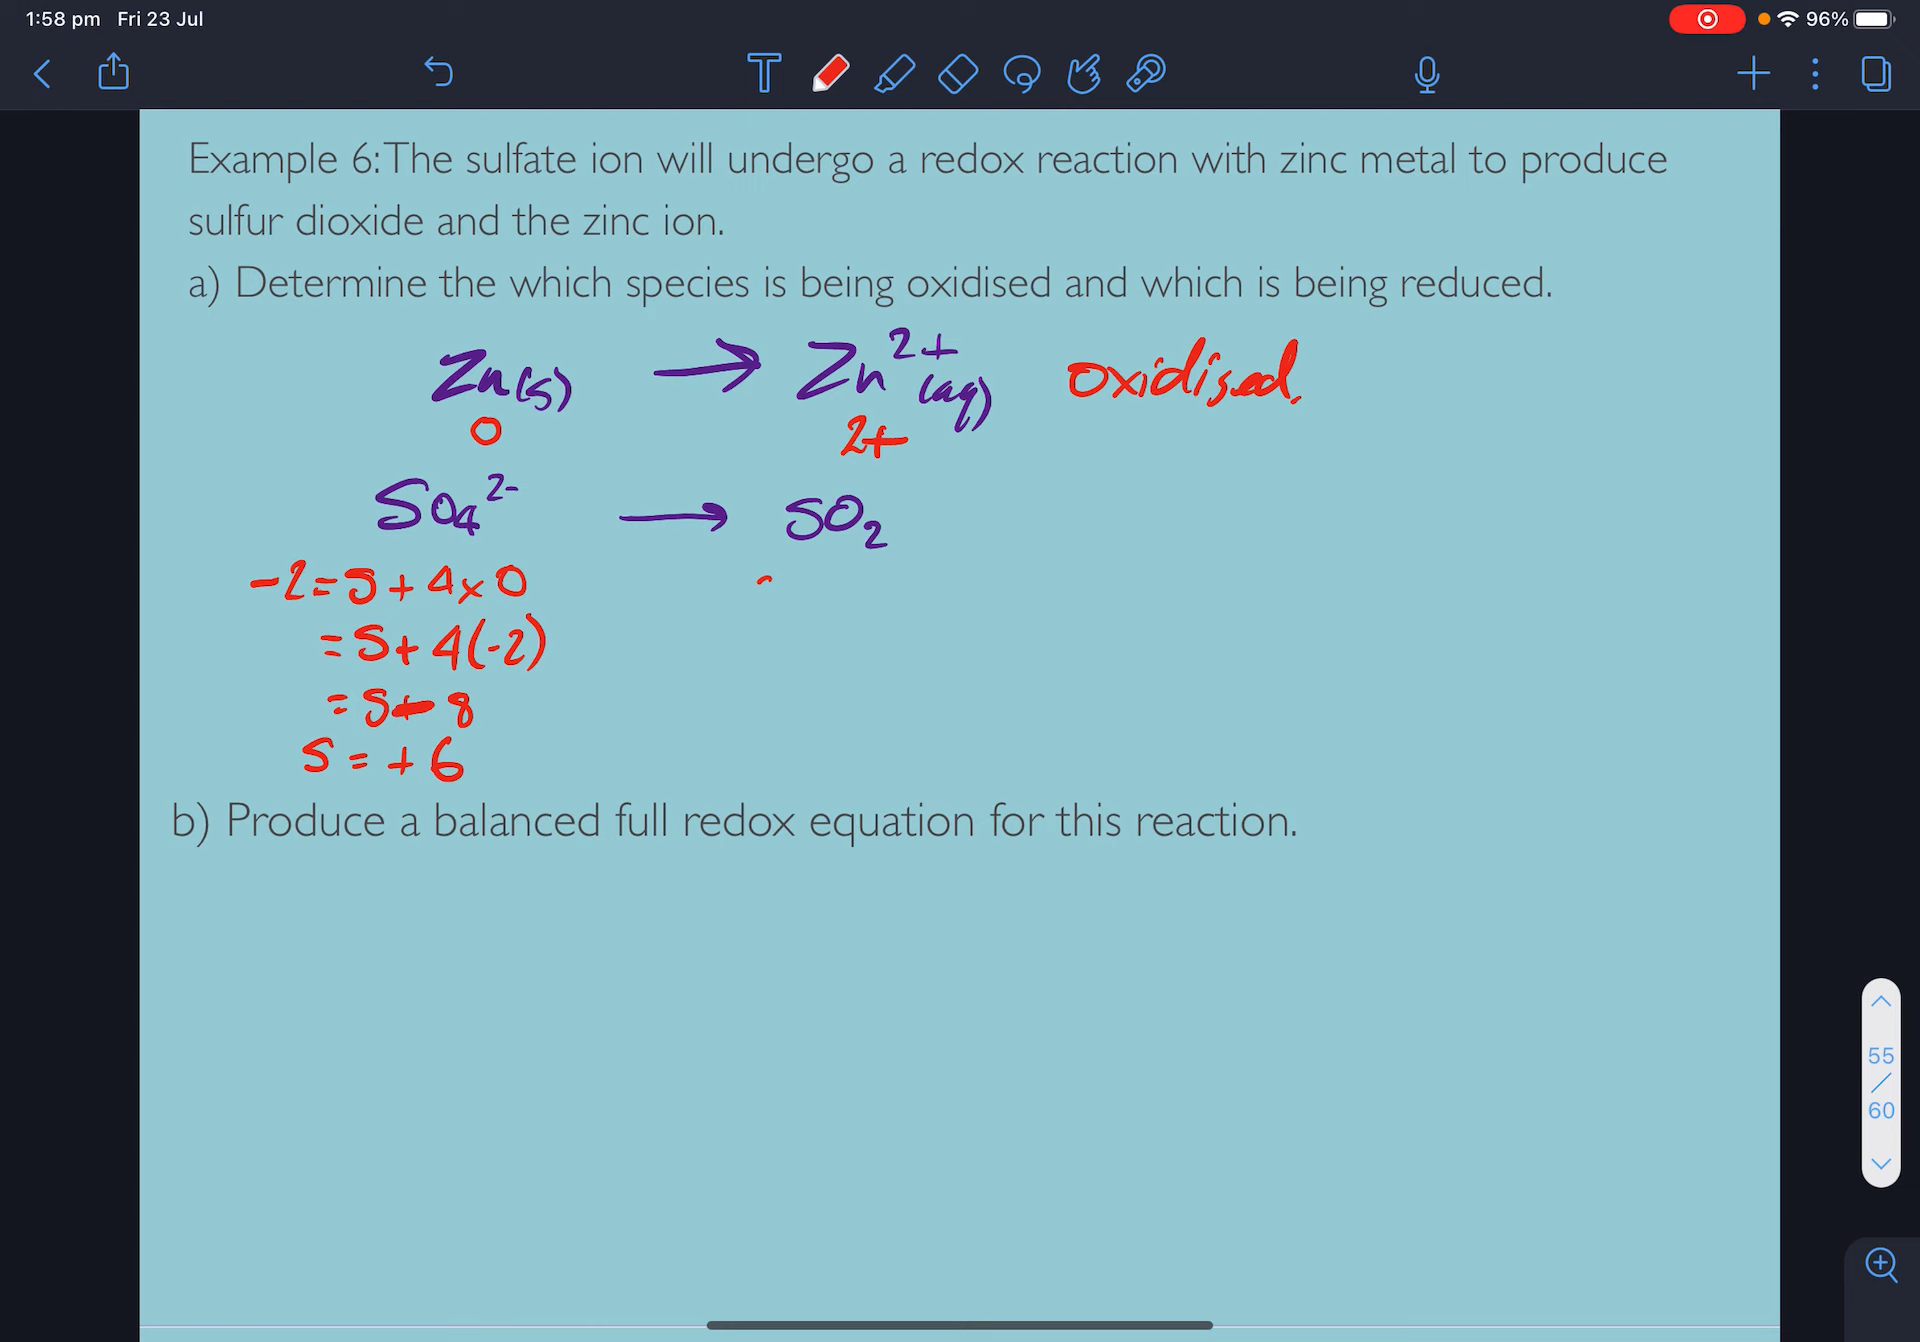 1:58 pm Fri 23 Jul
96%
T
Example 6: The sulfate ion will undergo a redox reaction with zinc metal to produce
sulfur dioxide and the zinc ion.
a) Determine the which species is being oxidised and which is being reduced.
Zn(s) → Zn²⁺(aq) oxidised.
0 2+
SO₄²⁻ → SO₂
-2 = S + 4 x O
= S + 4(-2)
= S - 8
S = + 6
b) Produce a balanced full redox equation for this reaction.
55
/
60